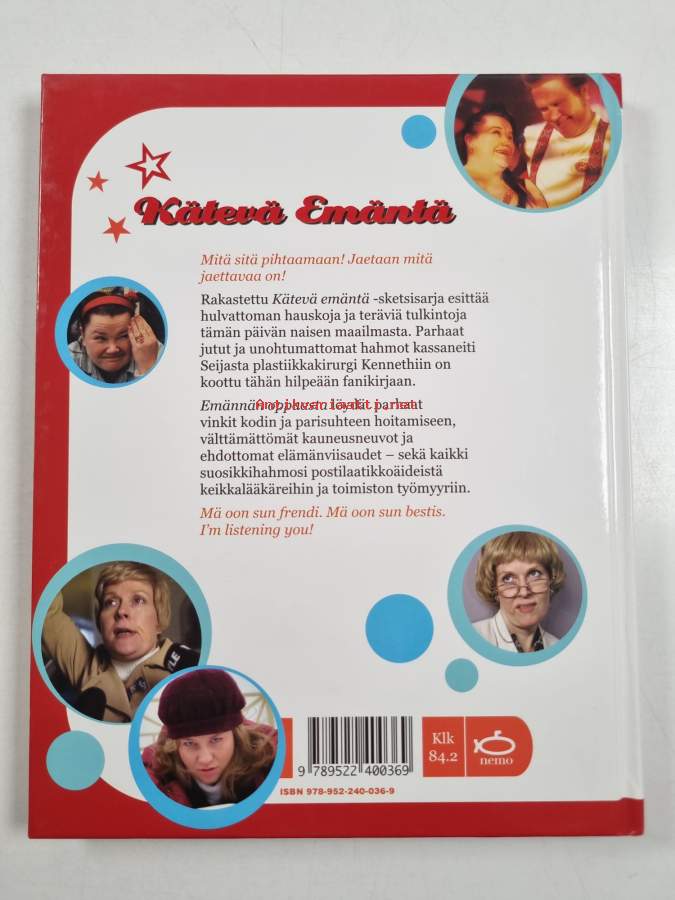 Kätevä Emäntä
Mitä sitä pihtaamaan! Jaetaan mitä
jaettavaa on!
Rakastettu Kätevä emäntä -sketsisarja esittää
hulvattoman hauskoja ja teräviä tulkintoja
tämän päivän naisen maailmasta. Parhaat
jutut ja unohtumattomat hahmot kassaneiti
Seijasta plastiikkakirurgi Kennethiin on
koottu tähän hilpeään fanikirjaan.
Emännän oppaasta löydät parhaat
vinkit kodin ja parisuhteen hoitamiseen,
välttämättömät kauneusneuvot ja
ehdottomat elämänviisaudet – sekä kaikki
suosikkihahmosi postilaatikkoäideistä
keikkalääkäreihin ja toimiston työmyyriin.
Mä oon sun frendi. Mä oon sun bestis.
I'm listening you!
Klk
84.2
nemo
9 789522 400369
ISBN 978-952-240-036-9